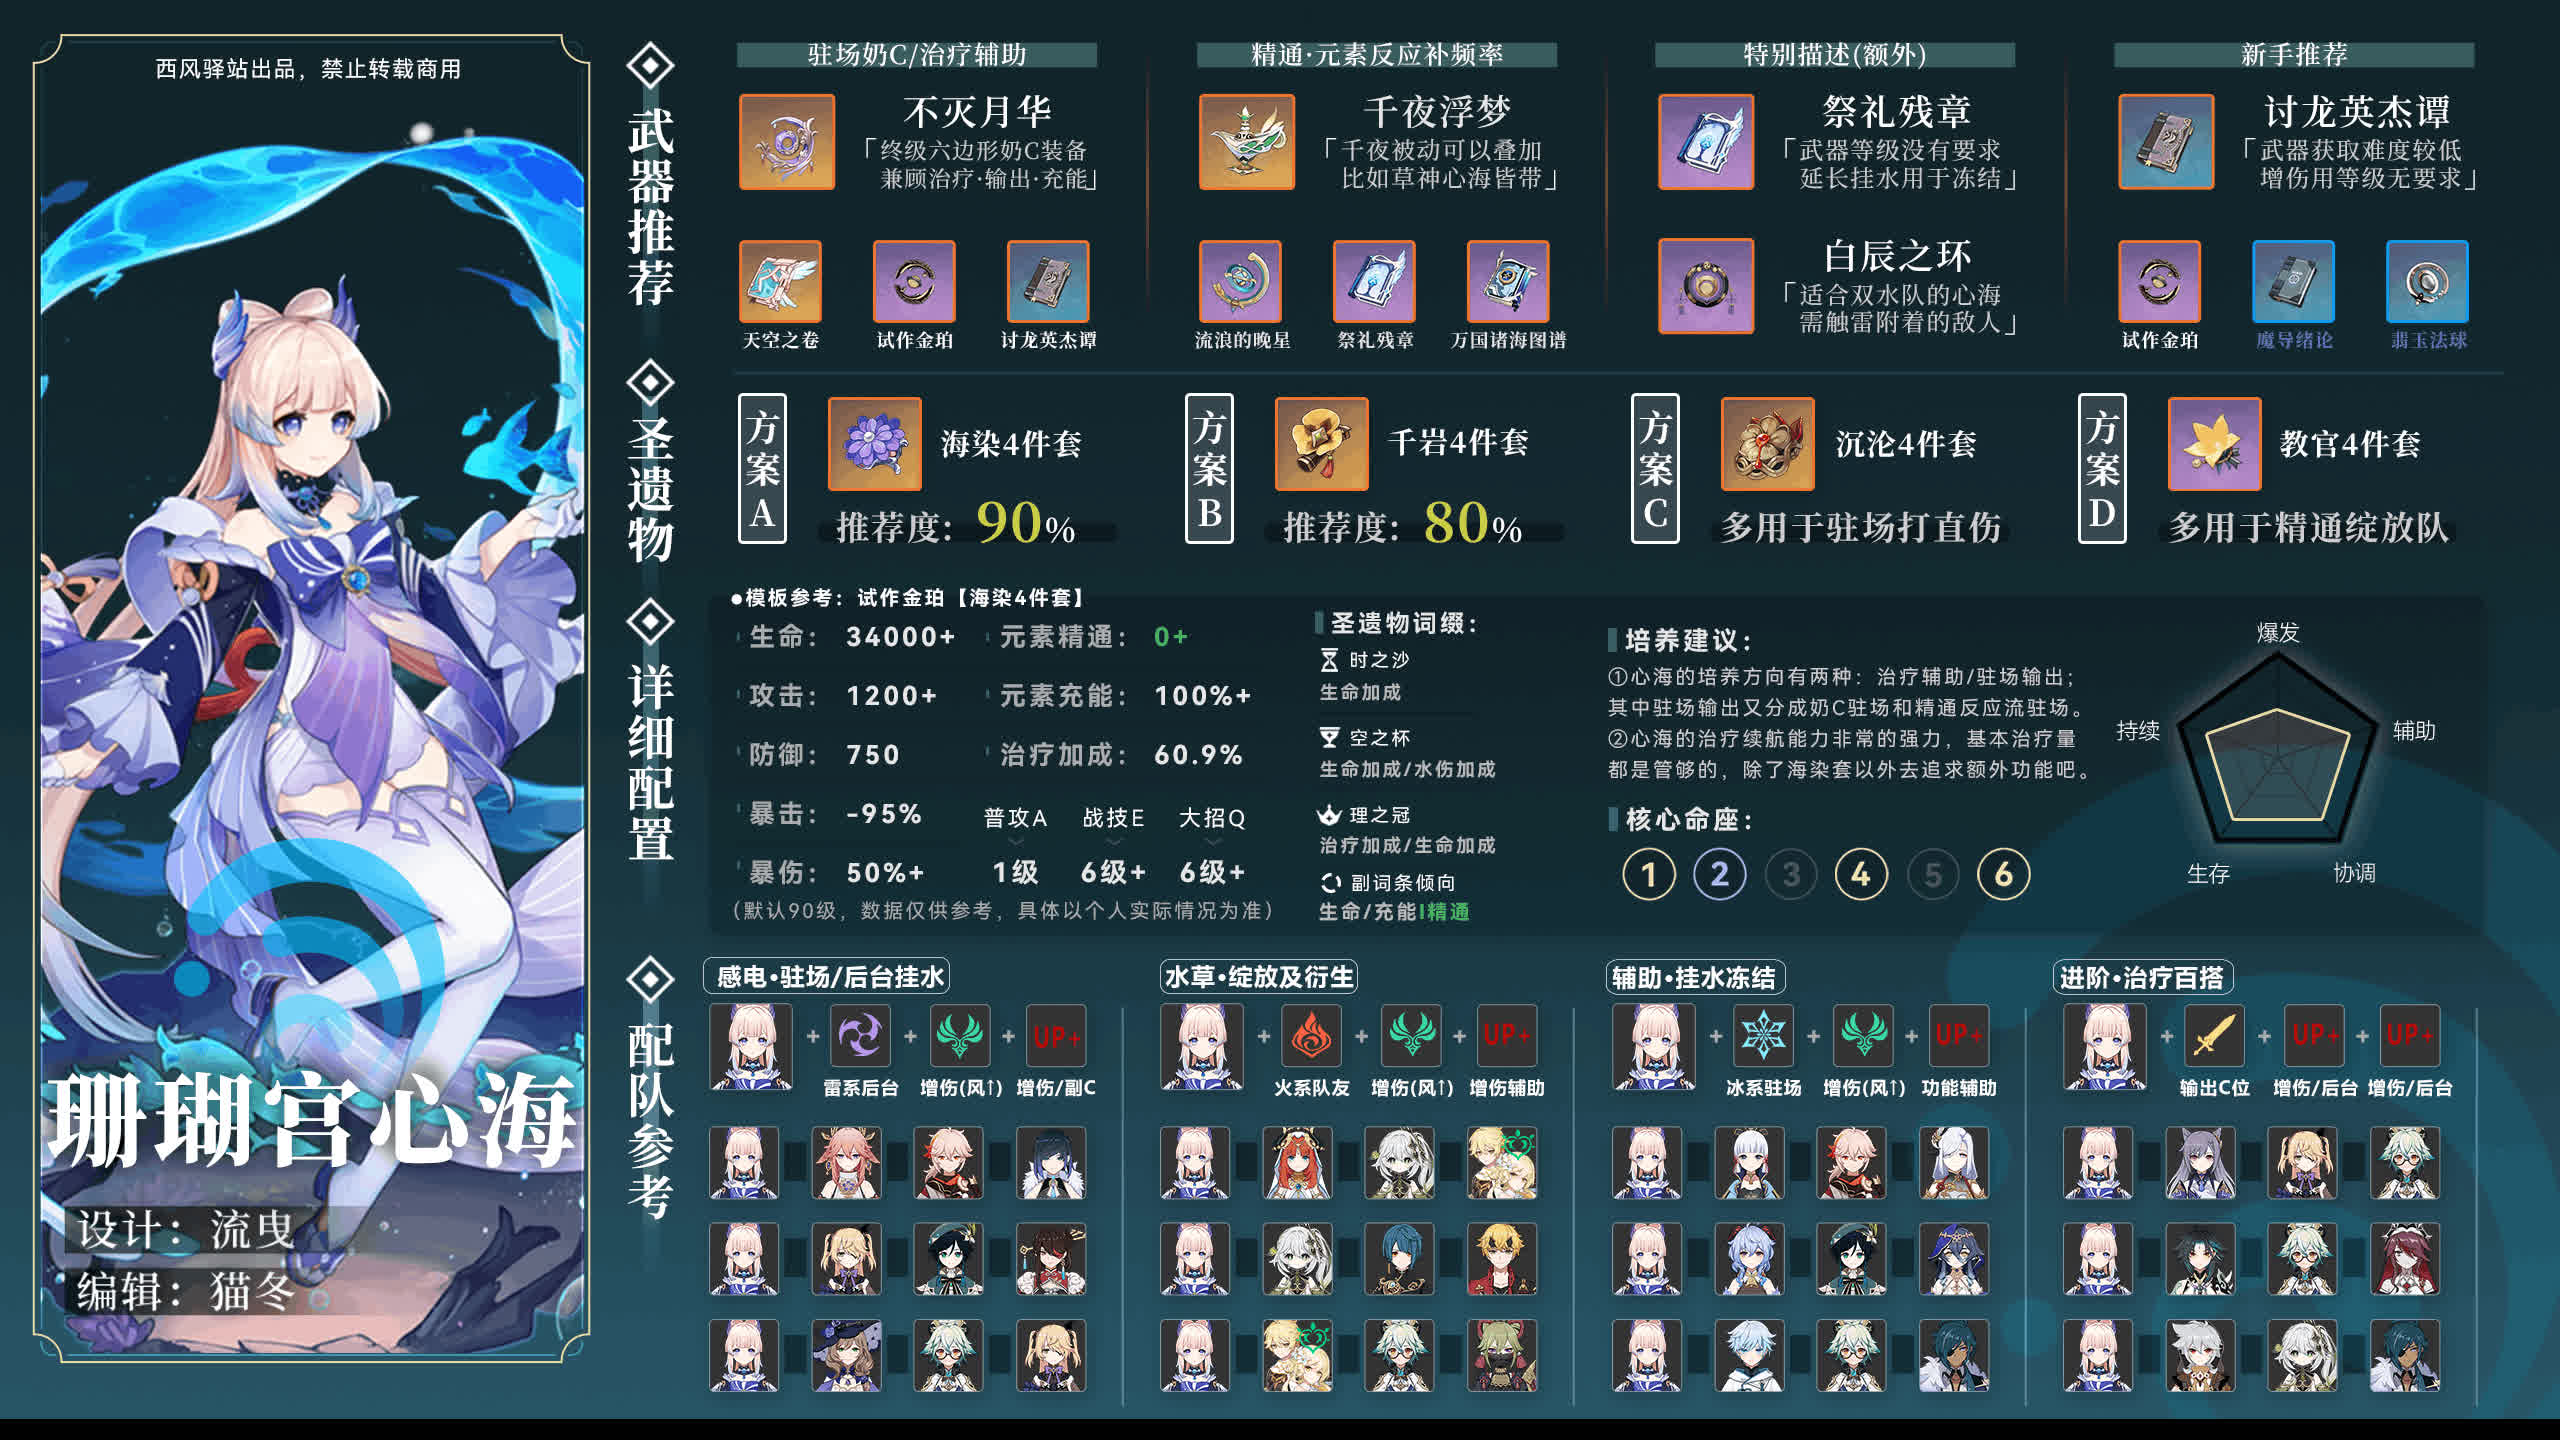 西风驿站出品，禁止转载商用
珊瑚宫心海
设计：流曳
编辑：猫冬
武器推荐
驻场奶C/治疗辅助
不灭月华
「终级六边形奶C装备
兼顾治疗·输出·充能」
天空之卷
试作金珀
讨龙英杰谭
精通·元素反应补频率
千夜浮梦
「千夜被动可以叠加
比如草神心海皆带」
流浪的晚星
祭礼残章
万国诸海图谱
特别描述(额外)
祭礼残章
「武器等级没有要求
延长挂水用于冻结」
白辰之环
「适合双水队的心海
需触雷附着的敌人」
新手推荐
讨龙英杰谭
「武器获取难度较低
增伤用等级无要求」
试作金珀
魔导绪论
翡玉法球
圣遗物
方案A
海染4件套
推荐度：90%
方案B
千岩4件套
推荐度：80%
方案C
沉沦4件套
多用于驻场打直伤
方案D
教官4件套
多用于精通绽放队
详细配置
●模板参考：试作金珀【海染4件套】
生命：34000+
元素精通：0+
攻击：1200+
元素充能：100%+
防御：750
治疗加成：60.9%
暴击：-95%
普攻A 战技E 大招Q
暴伤：50%+
1级 6级+ 6级+
（默认90级，数据仅供参考，具体以个人实际情况为准）
圣遗物词缀：
时之沙
生命加成
空之杯
生命加成/水伤加成
理之冠
治疗加成/生命加成
副词条倾向
生命/充能|精通
培养建议：
①心海的培养方向有两种：治疗辅助/驻场输出；
其中驻场输出又分成奶C驻场和精通反应流驻场。
②心海的治疗续航能力非常的强力，基本治疗量
都是管够的，除了海染套以外去追求额外功能吧。
核心命座：
1 2 3 4 5 6
爆发
持续
辅助
生存
协调
配队参考
感电·驻场/后台挂水
+ + + UP+
雷系后台 增伤(风↑) 增伤/副C
水草·绽放及衍生
+ + + UP+
火系队友 增伤(风↑) 增伤辅助
辅助·挂水冻结
+ + + UP+
冰系驻场 增伤(风↑) 功能辅助
进阶·治疗百搭
+ + UP+ + UP+
输出C位 增伤/后台 增伤/后台